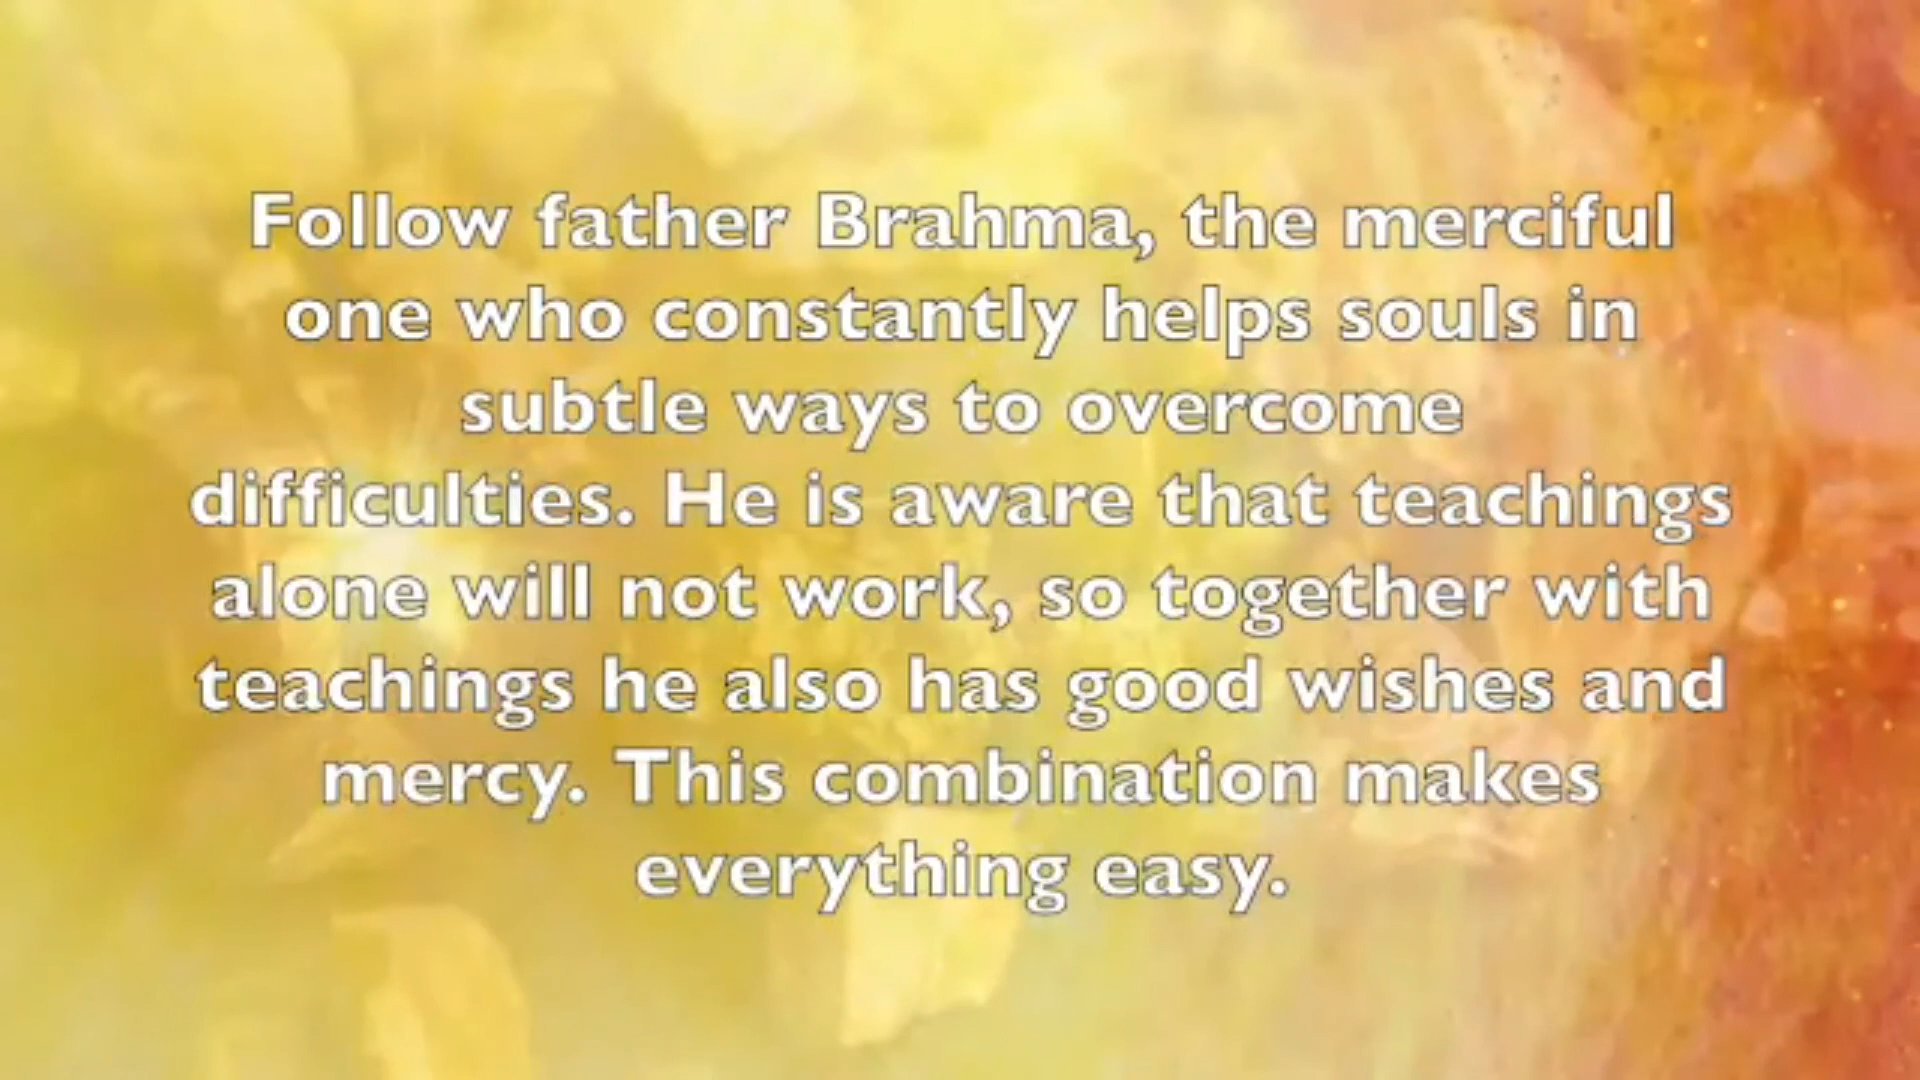 Follow father Brahma, the merciful
one who constantly helps souls in
subtle ways to overcome
difficulties. He is aware that teachings
alone will not work, so together with
teachings he also has good wishes and
mercy. This combination makes
everything easy.